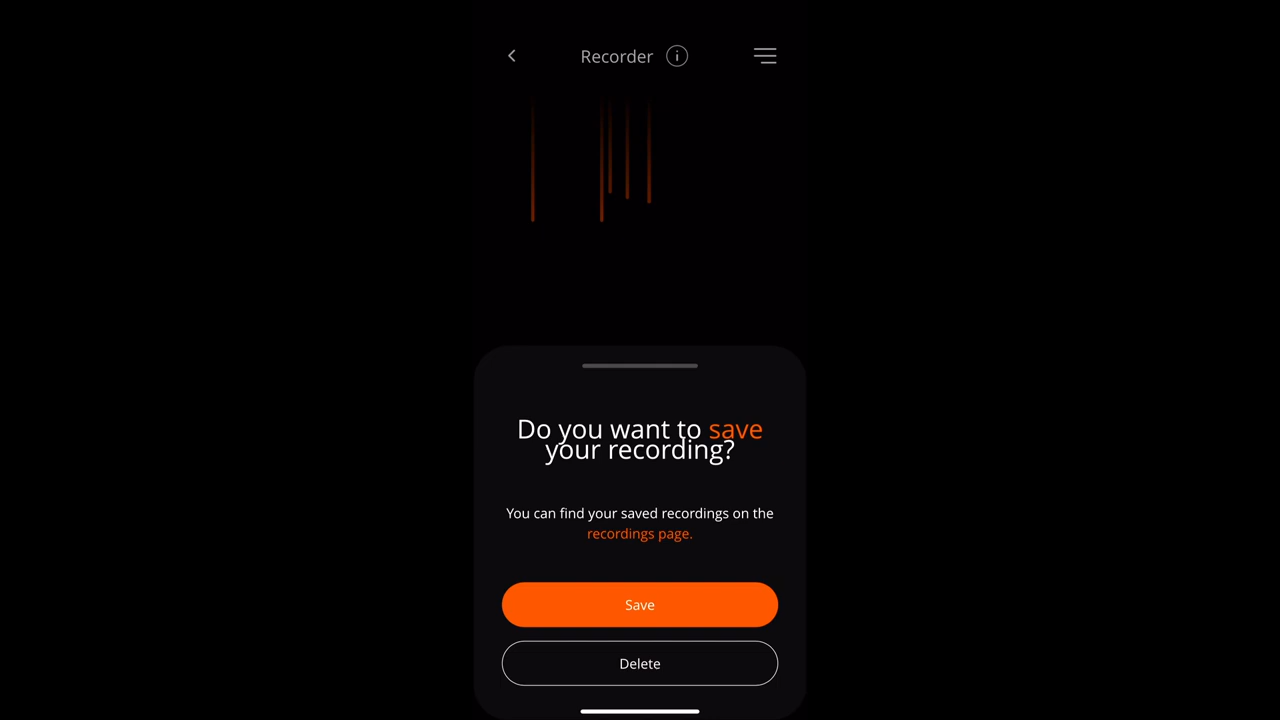 Recorder
Do you want to save
your recording?
You can find your saved recordings on the
recordings page.
Save
Delete